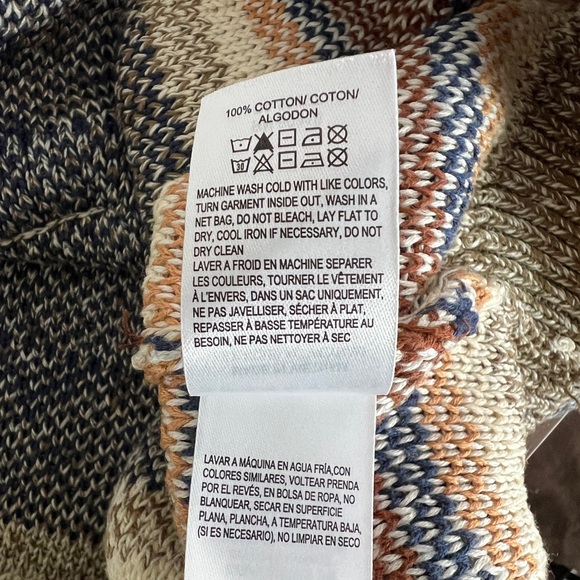 100% COTTON/ COTON/
ALGODON
30
MACHINE WASH COLD WITH LIKE COLORS,
TURN GARMENT INSIDE OUT, WASH IN A
NET BAG, DO NOT BLEACH, LAY FLAT TO
DRY, COOL IRON IF NECESSARY, DO NOT
DRY CLEAN
LAVER A FROID EN MACHINE SEPARER
LES COULEURS, TOURNER LE VÊTEMENT
À L'ENVERS, DANS UN SAC UNIQUEMENT,
NE PAS JAVELLISER, SÉCHER À PLAT,
REPASSER À BASSE TEMPÉRATURE AU
BESOIN, NE PAS NETTOYER À SEC
LAVAR A MÁQUINA EN AGUA FRÍA,CON
COLORES SIMILARES, VOLTEAR PRENDA
POR EL REVÉS, EN BOLSA DE ROPA, NO
BLANQUEAR, SECAR EN SUPERFICIE
PLANA, PLANCHA, A TEMPERATURA BAJA,
(SI ES NECESARIO), NO LIMPIAR EN SECO